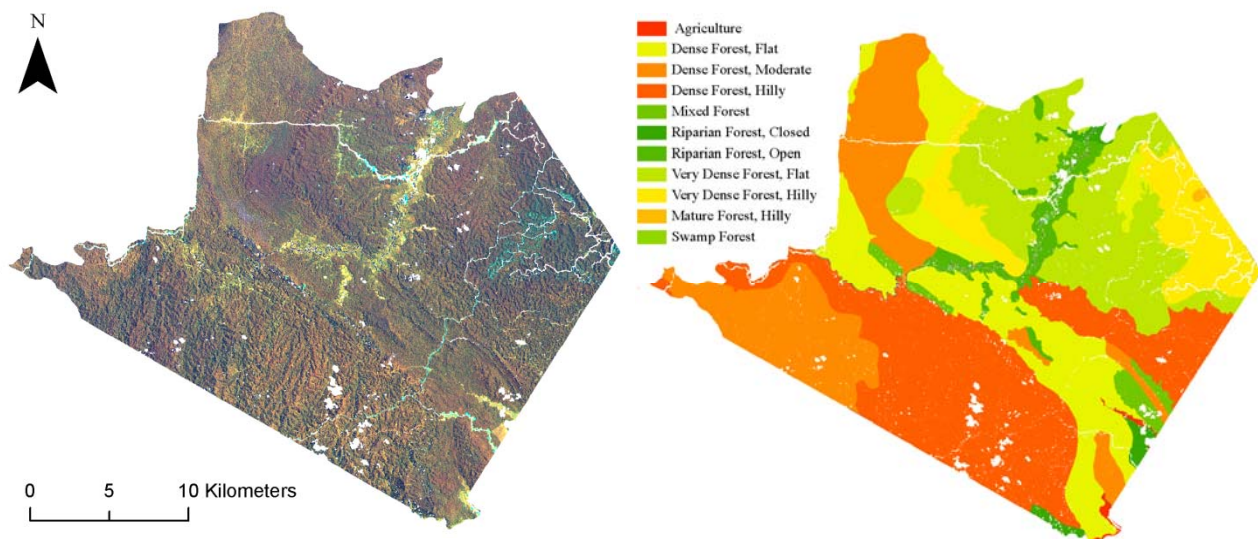 N
0 5 10 Kilometers
Agriculture
Dense Forest, Flat
Dense Forest, Moderate
Dense Forest, Hilly
Mixed Forest
Riparian Forest, Closed
Riparian Forest, Open
Very Dense Forest, Flat
Very Dense Forest, Hilly
Mature Forest, Hilly
Swamp Forest